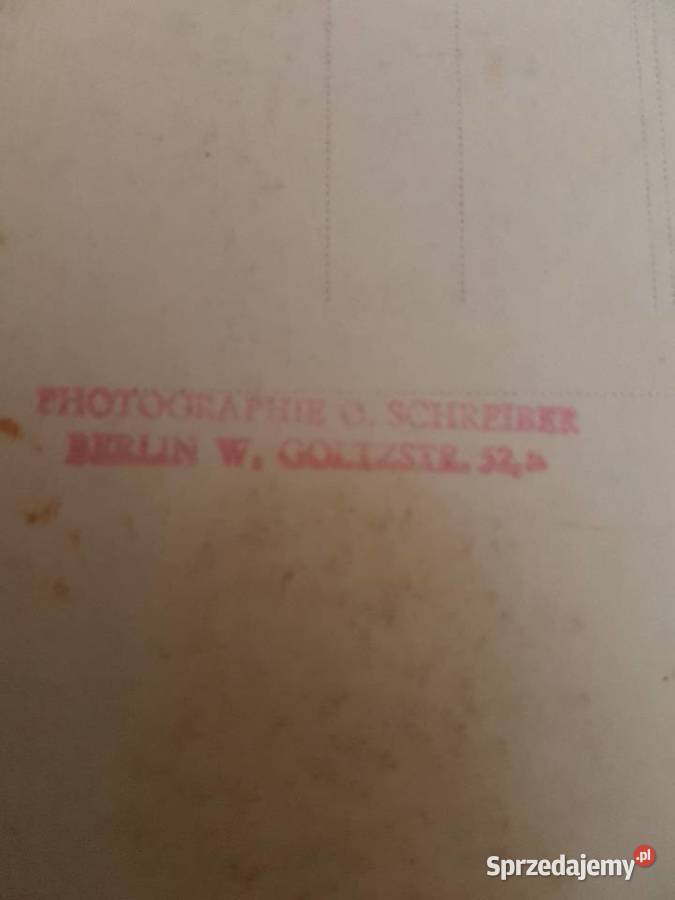 PHOTOGRAPHIE O. SCHREIBER
BERLIN W, GOLTZSTR. 52,
Sprzedajemy.pl